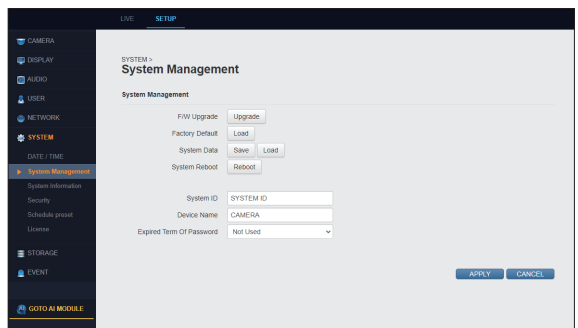 LIVE SETUP
CAMERA
DISPLAY
AUDIO
USER
NETWORK
SYSTEM
DATE / TIME
System Management
System Information
Security
Schedule preset
License
STORAGE
EVENT
GOTO AI MODULE
SYSTEM >
System Management
System Management
F/W Upgrade Upgrade
Factory Default Load
System Data Save Load
System Reboot Reboot
System ID SYSTEM ID
Device Name CAMERA
Expired Term Of Password Not Used
APPLY CANCEL